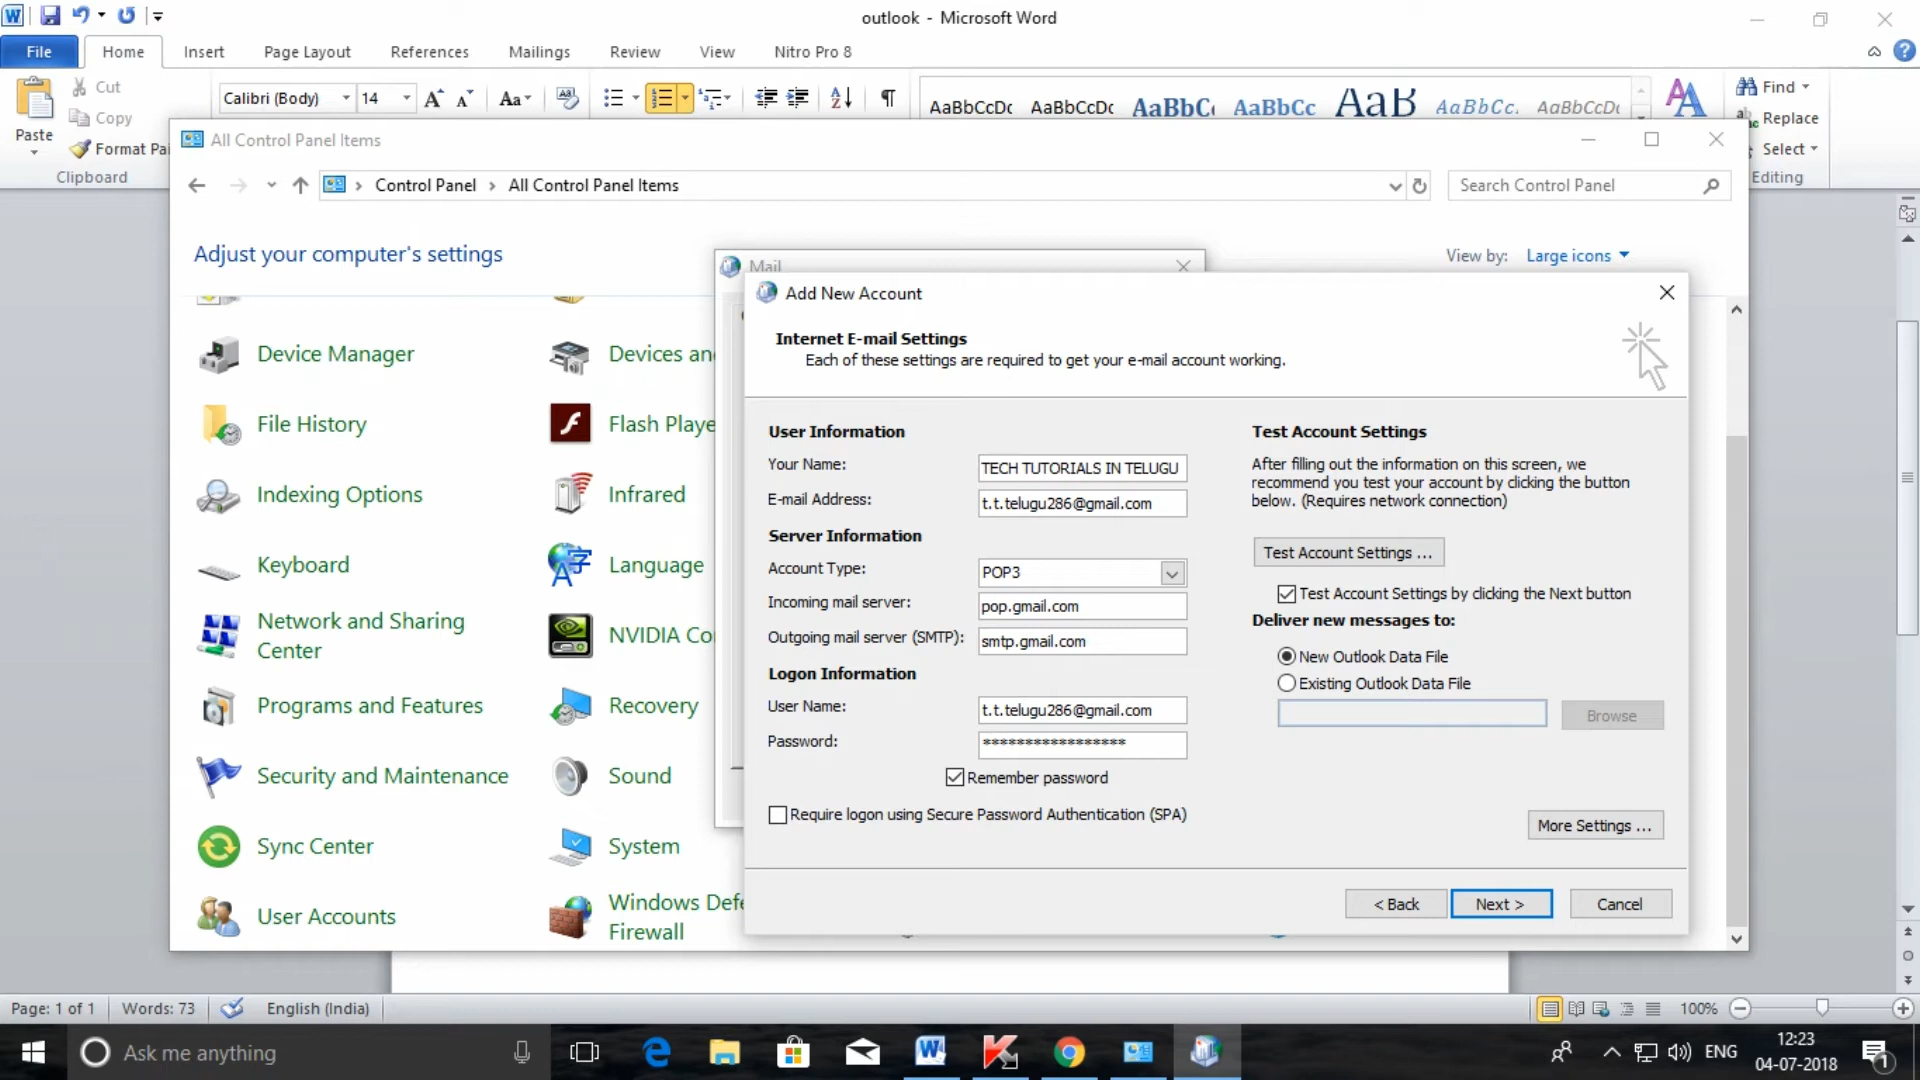 outlook - Microsoft Word
File Home Insert Page Layout References Mailings Review View Nitro Pro 8
Cut
Calibri (Body) 14 Aa AaBbCcDc AaBbCcDc AaBbC AaBbCc AaB AaBbCc. AaBbCcDc
Find
Paste
Copy
Replace
Format Pai
Select
Clipboard
Editing
All Control Panel Items
Control Panel > All Control Panel Items
Search Control Panel
Adjust your computer's settings
View by: Large icons
Device Manager
Devices and
File History
Flash Playe
Indexing Options
Infrared
Keyboard
Language
Network and Sharing
Center
NVIDIA Co
Programs and Features
Recovery
Security and Maintenance
Sound
Sync Center
System
User Accounts
Windows Defe
Firewall
Mail
Add New Account
Internet E-mail Settings
Each of these settings are required to get your e-mail account working.
User Information
Your Name: TECH TUTORIALS IN TELUGU
E-mail Address: t.t.telugu286@gmail.com
Server Information
Account Type: POP3
Incoming mail server: pop.gmail.com
Outgoing mail server (SMTP): smtp.gmail.com
Logon Information
User Name: t.t.telugu286@gmail.com
Password: *****************
Remember password
Require logon using Secure Password Authentication (SPA)
Test Account Settings
After filling out the information on this screen, we
recommend you test your account by clicking the button
below. (Requires network connection)
Test Account Settings ...
Test Account Settings by clicking the Next button
Deliver new messages to:
New Outlook Data File
Existing Outlook Data File
Browse
More Settings ...
< Back Next > Cancel
Page: 1 of 1 Words: 73 English (India) 100%
Ask me anything
ENG
12:23
04-07-2018
1